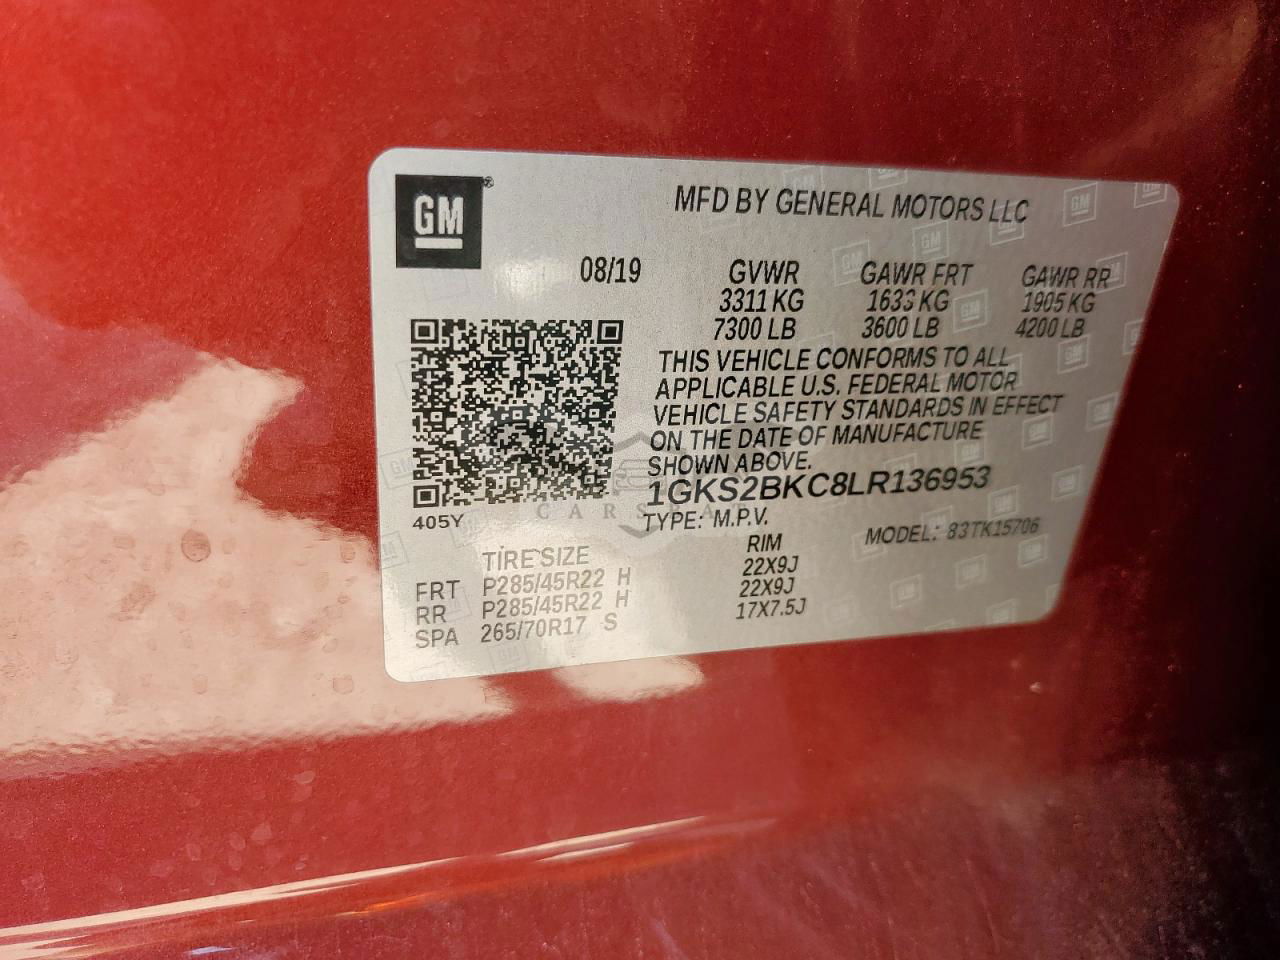 GM®
MFD BY GENERAL MOTORS LLC
08/19 GVWR GAWR FRT GAWR RR
3311 KG 1633 KG 1905 KG
7300 LB 3600 LB 4200 LB
THIS VEHICLE CONFORMS TO ALL
APPLICABLE U.S. FEDERAL MOTOR
VEHICLE SAFETY STANDARDS IN EFFECT
ON THE DATE OF MANUFACTURE
SHOWN ABOVE.
1GKS2BKC8LR136953
405Y
TYPE: M.P.V. MODEL: 83TK15706
TIRE SIZE RIM
FRT P285/45R22 H 22X9J
RR P285/45R22 H 22X9J
SPA 265/70R17 S 17X7.5J